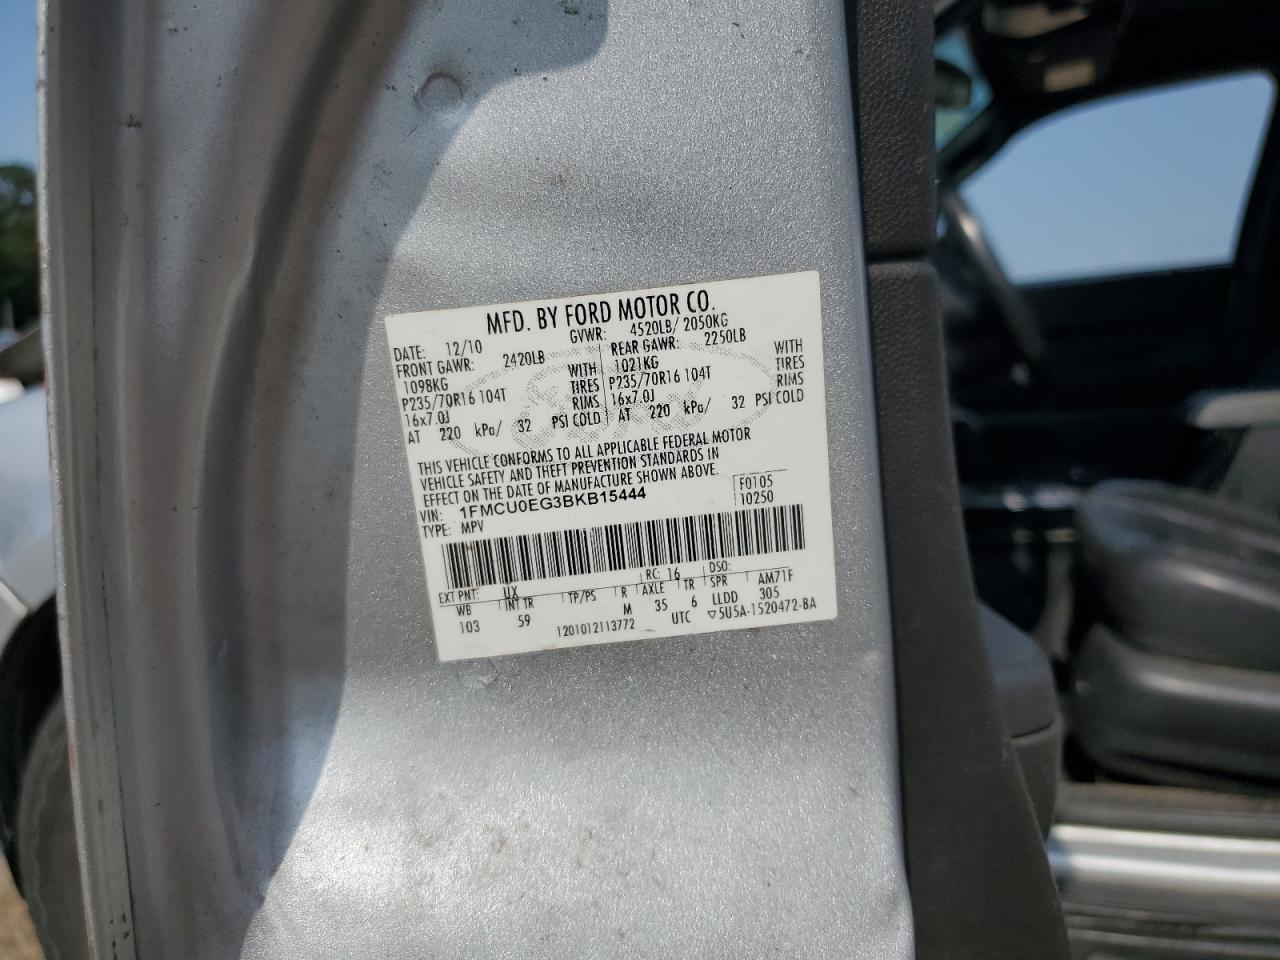 MFD. BY FORD MOTOR CO.
DATE: 12/10 GVWR: 4520LB/ 2050KG
FRONT GAWR: 2420LB REAR GAWR: 2250LB
1098KG WITH 1021KG WITH
P235/70R16 104T TIRES P235/70R16 104T TIRES
16x7.0J RIMS 16x7.0J RIMS
AT 220 kPa/ 32 PSI COLD AT 220 kPa/ 32 PSI COLD
THIS VEHICLE CONFORMS TO ALL APPLICABLE FEDERAL MOTOR
VEHICLE SAFETY AND THEFT PREVENTION STANDARDS IN
EFFECT ON THE DATE OF MANUFACTURE SHOWN ABOVE.
VIN: 1FMCU0EG3BKB15444 F0105
TYPE: MPV 10250
EXT PNT: UX RC: 16 DSO:
WB INT TR TP/PS R AXLE TR SPR AM71F
103 59 M 35 6 LLDD 305
1201012113772 UTC ▽5U5A-1520472-BA